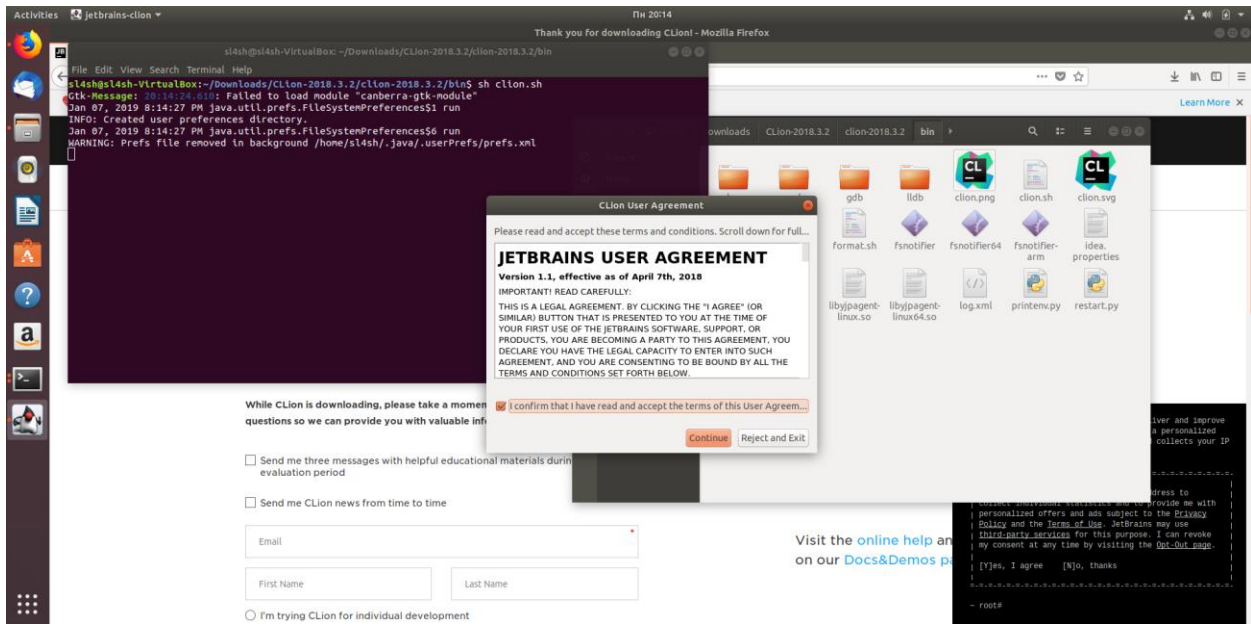 Activities jetbrains-clion Пн 20:14
Thank you for downloading CLion! - Mozilla Firefox
sl4sh@sl4sh-VirtualBox: ~/Downloads/CLion-2018.3.2/clion-2018.3.2/bin
File Edit View Search Terminal Help
sl4sh@sl4sh-VirtualBox:~/Downloads/CLion-2018.3.2/clion-2018.3.2/bin$ sh clion.sh
Gtk-Message: 20:14:24.610: Failed to load module "canberra-gtk-module"
Jan 07, 2019 8:14:27 PM java.util.prefs.FileSystemPreferences$1 run
INFO: Created user preferences directory.
Jan 07, 2019 8:14:27 PM java.util.prefs.FileSystemPreferences$6 run
WARNING: Prefs file removed in background /home/sl4sh/.java/.userPrefs/prefs.xml
Learn More
ownloads CLion-2018.3.2 clion-2018.3.2 bin
gdb lldb clion.png clion.sh clion.svg
format.sh fsnotifier fsnotifier64 fsnotifier-arm idea.properties
libyjpagent-linux.so libyjpagent-linux64.so log.xml printenv.py restart.py
CLion User Agreement
Please read and accept these terms and conditions. Scroll down for full...
JETBRAINS USER AGREEMENT
Version 1.1, effective as of April 7th, 2018
IMPORTANT! READ CAREFULLY:
THIS IS A LEGAL AGREEMENT. BY CLICKING THE "I AGREE" (OR
SIMILAR) BUTTON THAT IS PRESENTED TO YOU AT THE TIME OF
YOUR FIRST USE OF THE JETBRAINS SOFTWARE, SUPPORT, OR
PRODUCTS, YOU ARE BECOMING A PARTY TO THIS AGREEMENT, YOU
DECLARE YOU HAVE THE LEGAL CAPACITY TO ENTER INTO SUCH
AGREEMENT, AND YOU ARE CONSENTING TO BE BOUND BY ALL THE
TERMS AND CONDITIONS SET FORTH BELOW.
I confirm that I have read and accept the terms of this User Agreem...
Continue Reject and Exit
While CLion is downloading, please take a momen
questions so we can provide you with valuable inf
Send me three messages with helpful educational materials durin
evaluation period
Send me CLion news from time to time
Email *
First Name Last Name
I'm trying CLion for individual development
Visit the online help an
on our Docs&Demos pa
iver and improve
a personalized
collects your IP
dress to
provide me with
personalized offers and ads subject to the Privacy
Policy and the Terms of Use. JetBrains may use
third-party services for this purpose. I can revoke
my consent at any time by visiting the Opt-Out page.
[Y]es, I agree [N]o, thanks
~ root#